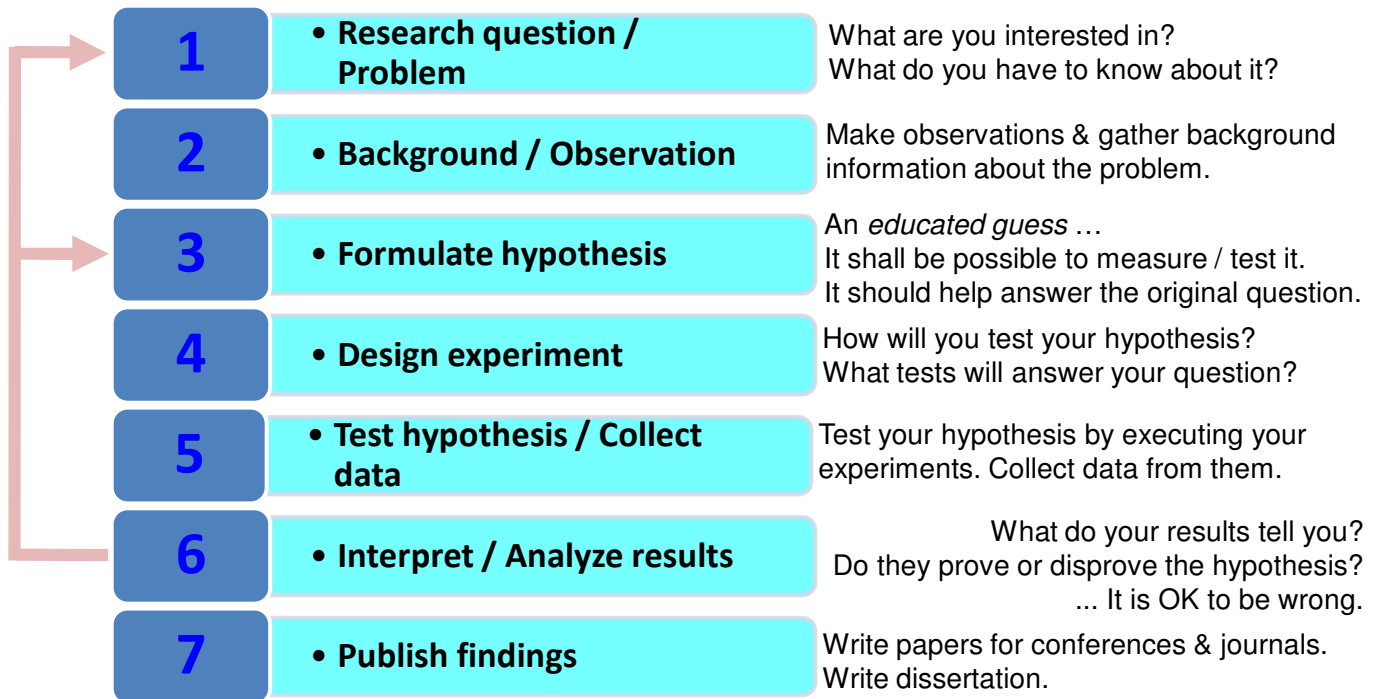 1
• Research question /
Problem
What are you interested in?
What do you have to know about it?
2
• Background / Observation
Make observations & gather background
information about the problem.
3
• Formulate hypothesis
An educated guess …
It shall be possible to measure / test it.
It should help answer the original question.
4
• Design experiment
How will you test your hypothesis?
What tests will answer your question?
5
• Test hypothesis / Collect
data
Test your hypothesis by executing your
experiments. Collect data from them.
6
• Interpret / Analyze results
What do your results tell you?
Do they prove or disprove the hypothesis?
... It is OK to be wrong.
7
• Publish findings
Write papers for conferences & journals.
Write dissertation.